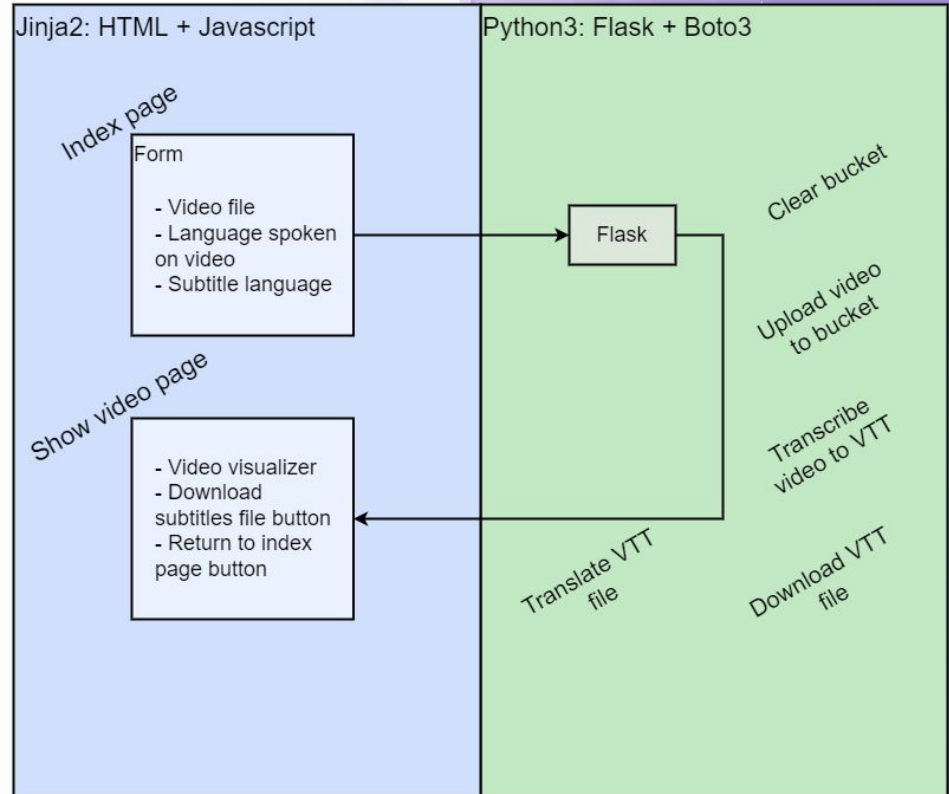 Jinja2: HTML + Javascript
Python3: Flask + Boto3
Index page
Form
- Video file
- Language spoken
on video
- Subtitle language
Flask
Clear bucket
Upload video
to bucket
Transcribe
video to VTT
Download VTT
file
Translate VTT
file
Show video page
- Video visualizer
- Download
subtitles file button
- Return to index
page button